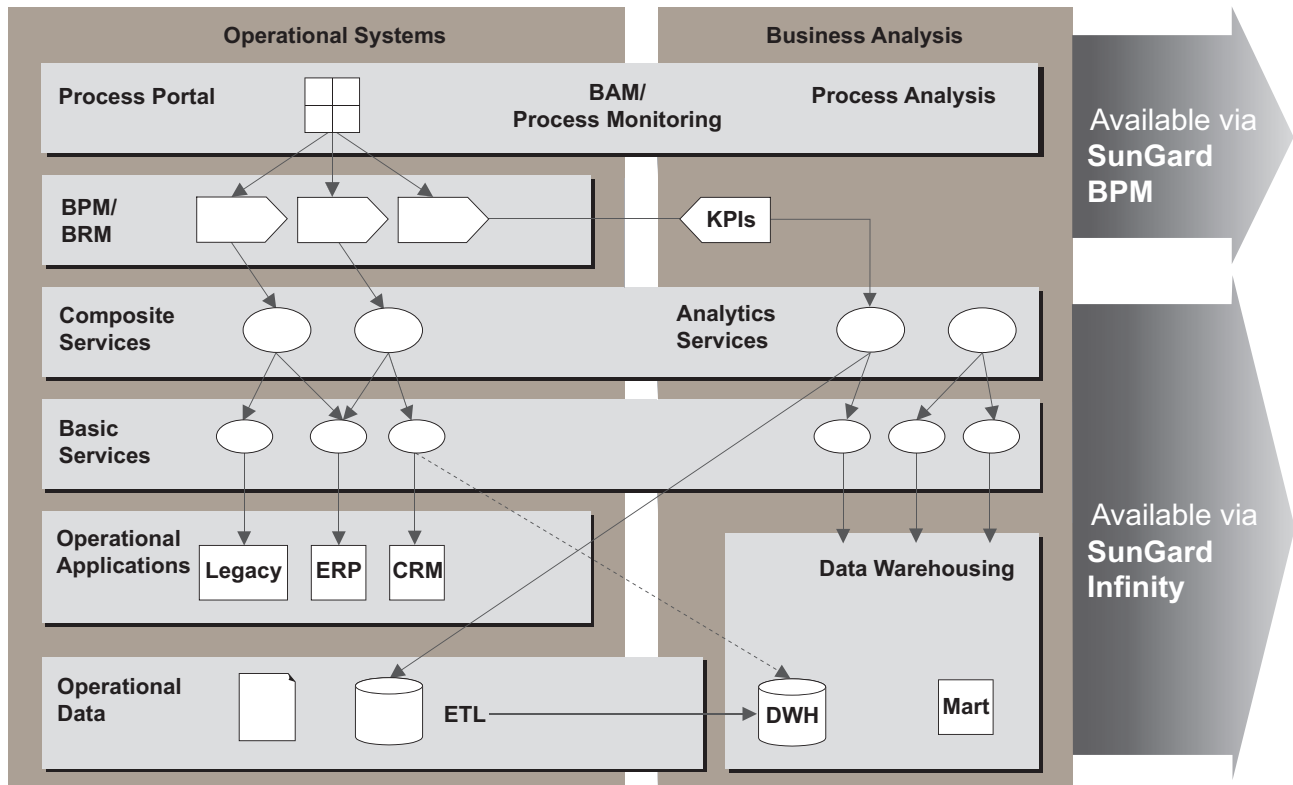 Operational Systems
Business Analysis
Process Portal
BAM/
Process Monitoring
Process Analysis
Available via
SunGard
BPM
BPM/
BRM
KPIs
Composite
Services
Analytics
Services
Basic
Services
Operational
Applications
Legacy
ERP
CRM
Data Warehousing
Available via
SunGard
Infinity
Operational
Data
ETL
DWH
Mart